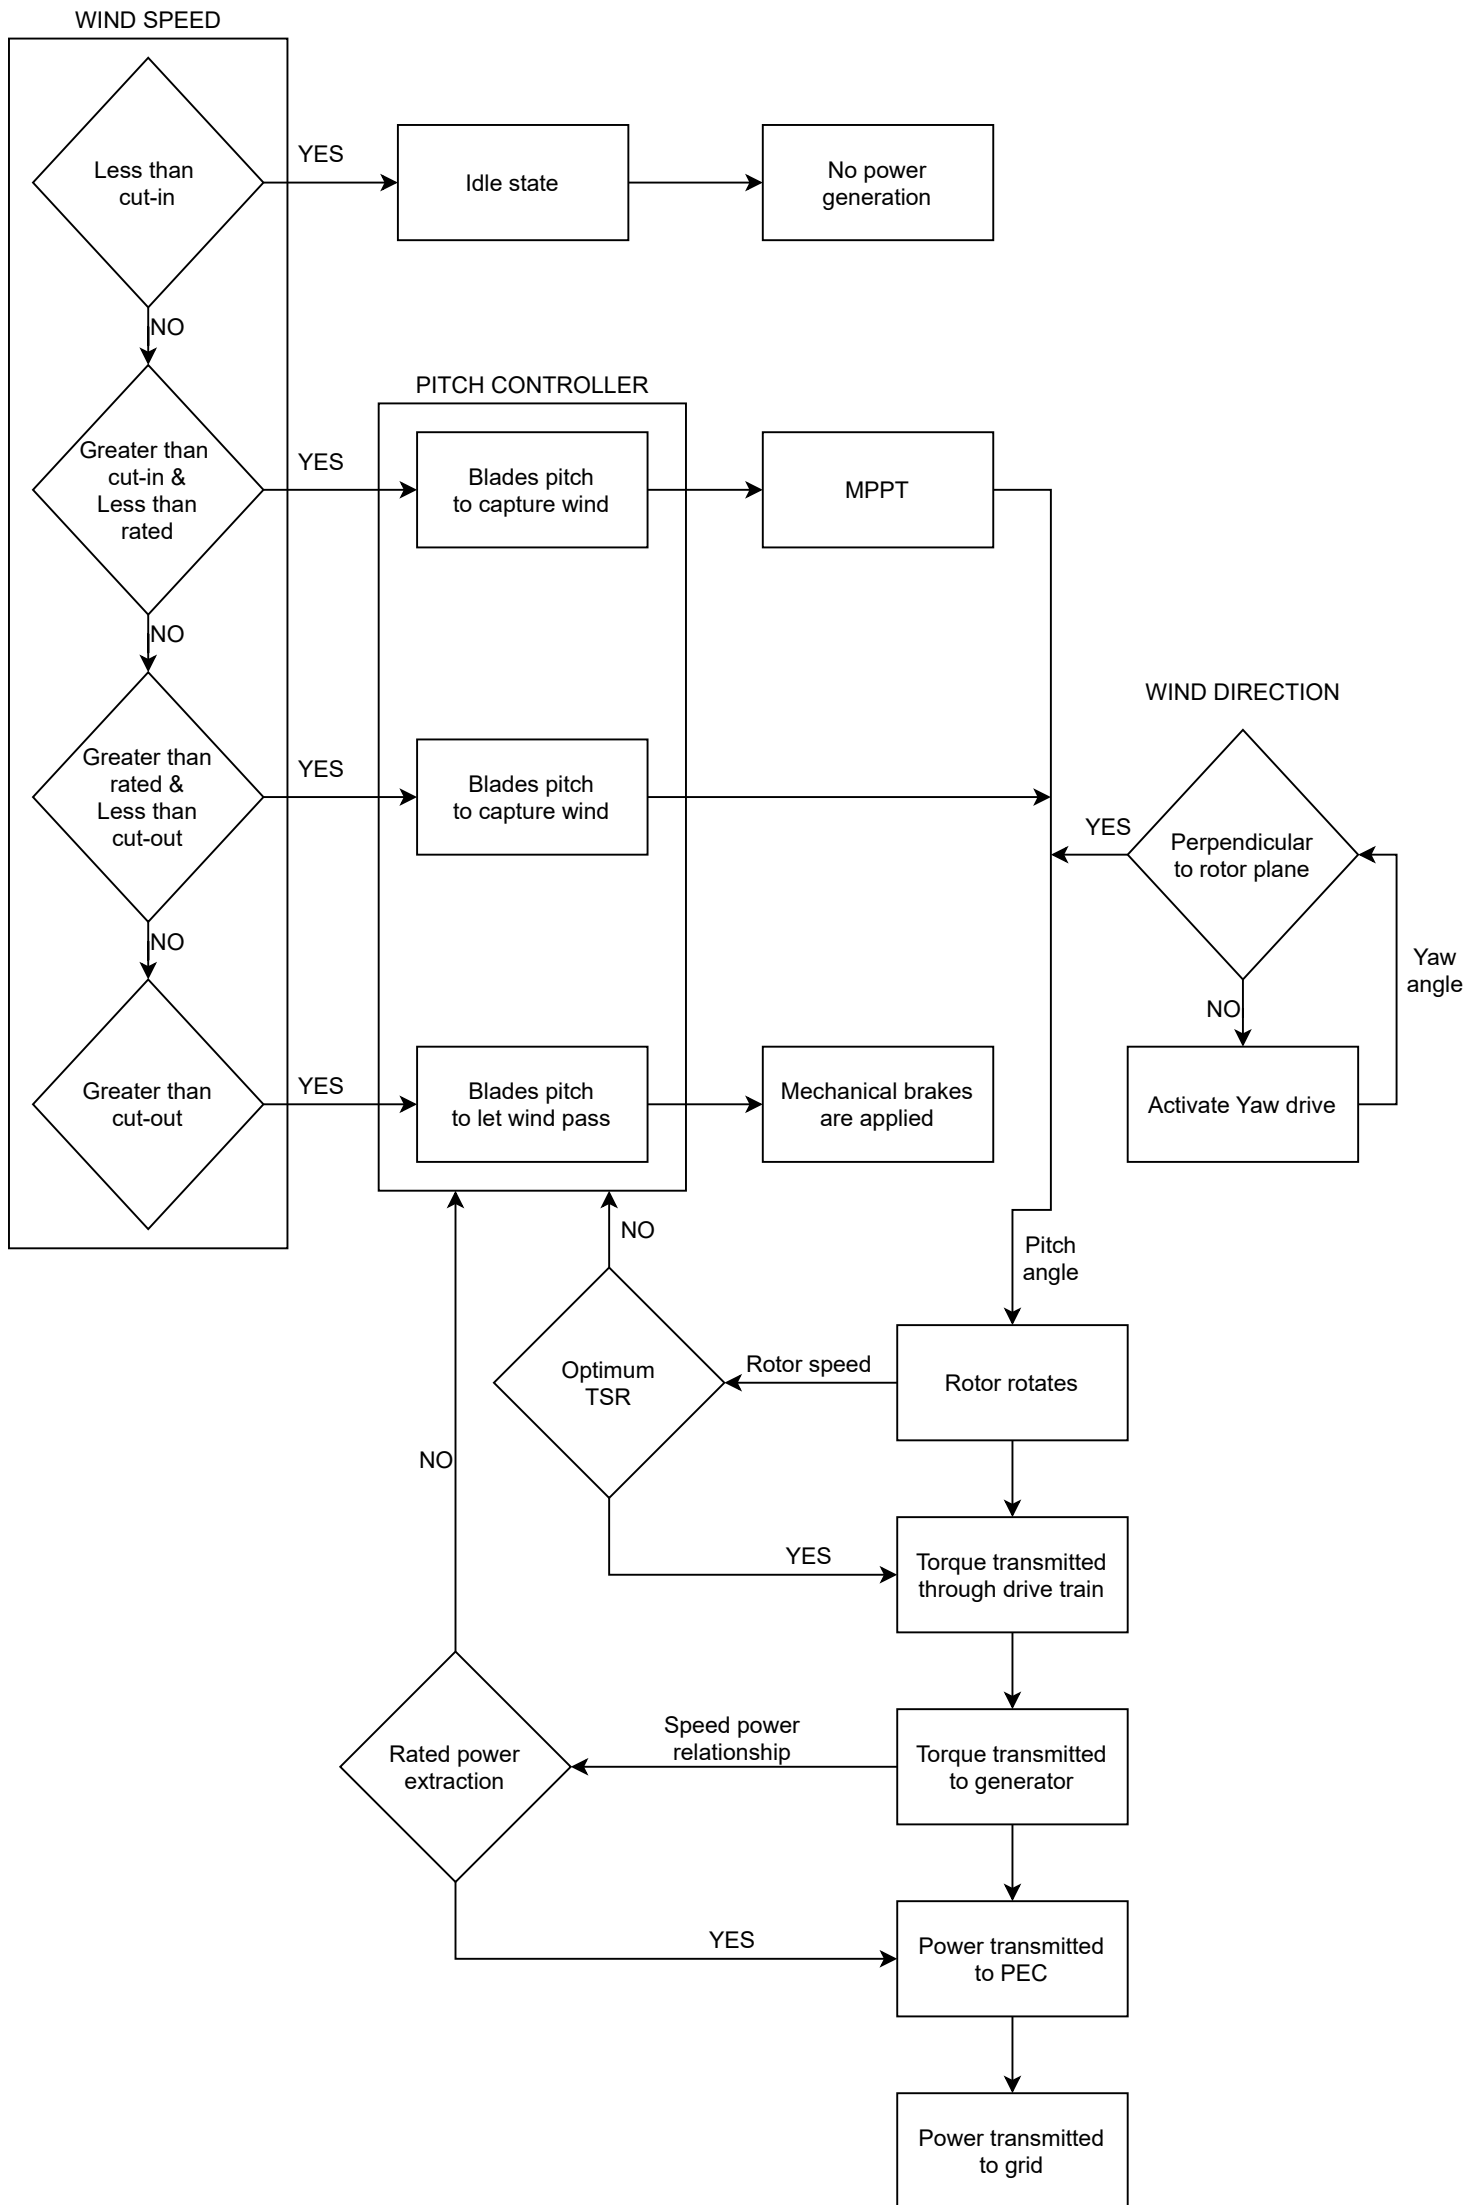 WIND SPEED
Less than
cut-in
YES
Idle state
No power
generation
NO
PITCH CONTROLLER
Greater than
cut-in &
Less than
rated
YES
Blades pitch
to capture wind
MPPT
NO
WIND DIRECTION
Greater than
rated &
Less than
cut-out
YES
Blades pitch
to capture wind
YES
Perpendicular
to rotor plane
NO
Yaw
angle
NO
Greater than
cut-out
YES
Blades pitch
to let wind pass
Mechanical brakes
are applied
Activate Yaw drive
NO
Pitch
angle
Optimum
TSR
Rotor speed
Rotor rotates
NO
YES
Torque transmitted
through drive train
Rated power
extraction
Speed power
relationship
Torque transmitted
to generator
YES
Power transmitted
to PEC
Power transmitted
to grid